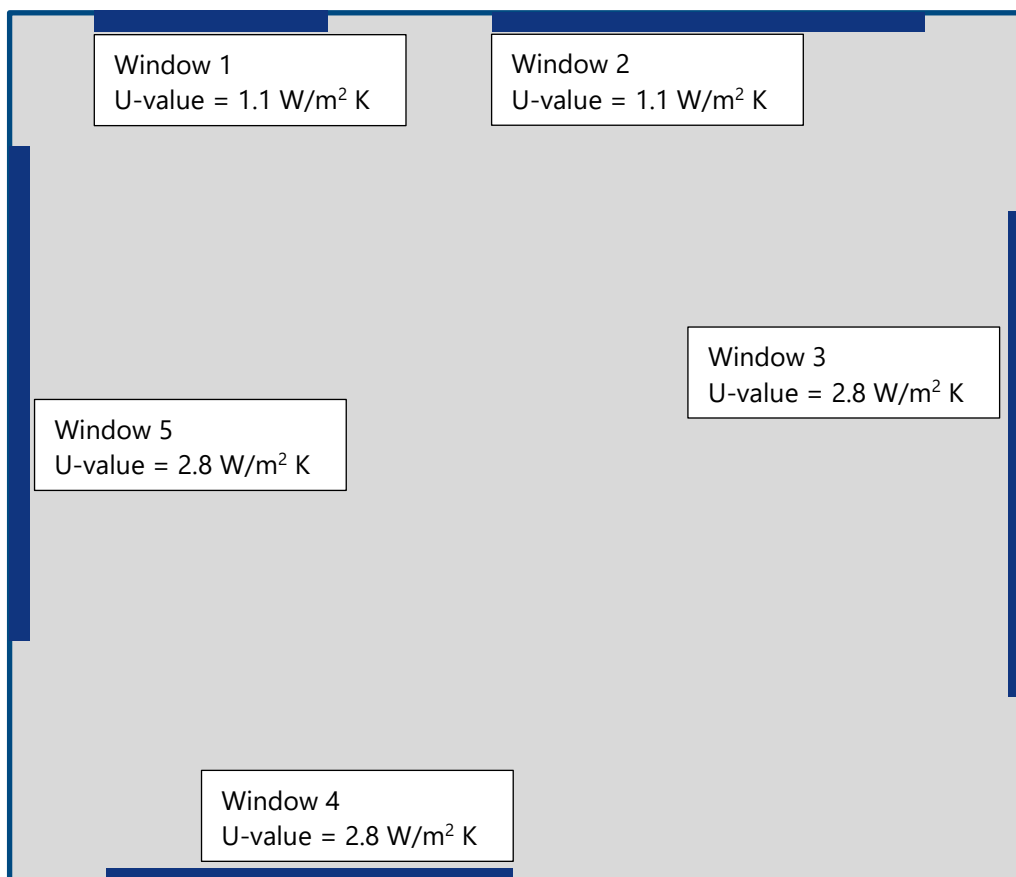 Window 1
U-value = 1.1 W/m² K
Window 2
U-value = 1.1 W/m² K
Window 3
U-value = 2.8 W/m² K
Window 5
U-value = 2.8 W/m² K
Window 4
U-value = 2.8 W/m² K